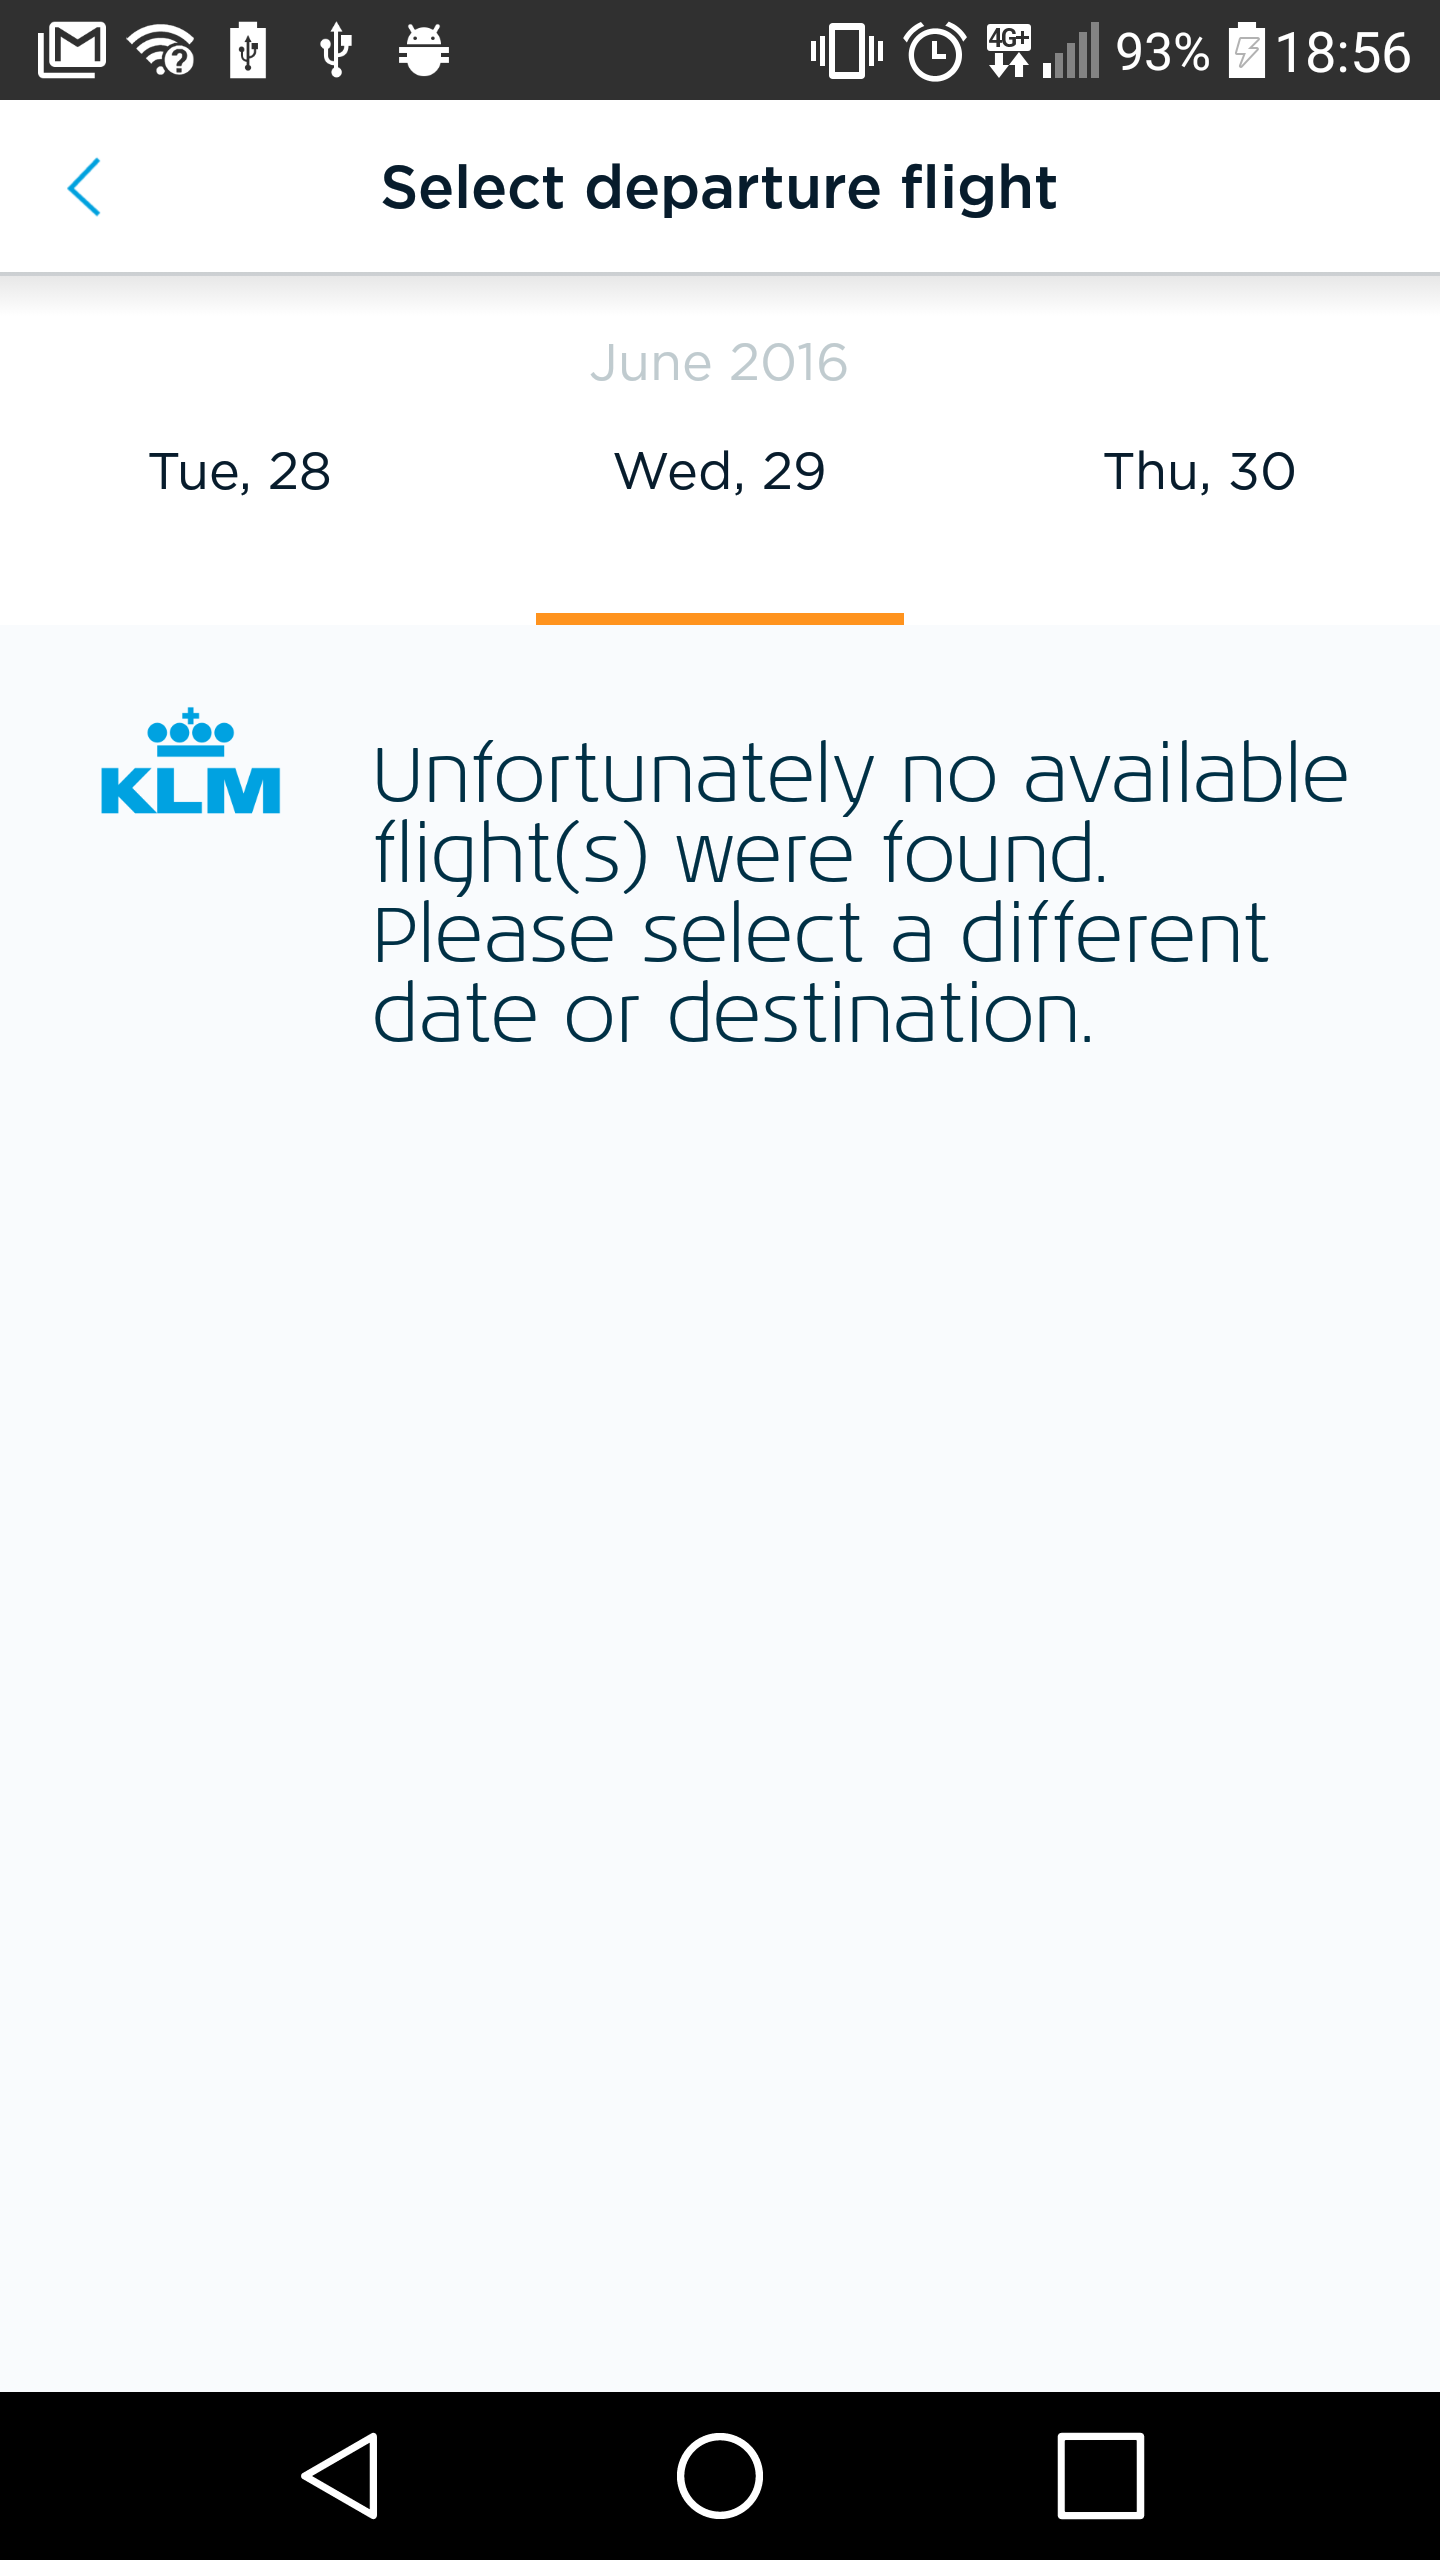 4G+ 93% 18:56
Select departure flight
June 2016
Tue, 28 Wed, 29 Thu, 30
KLM
Unfortunately no available
flight(s) were found.
Please select a different
date or destination.